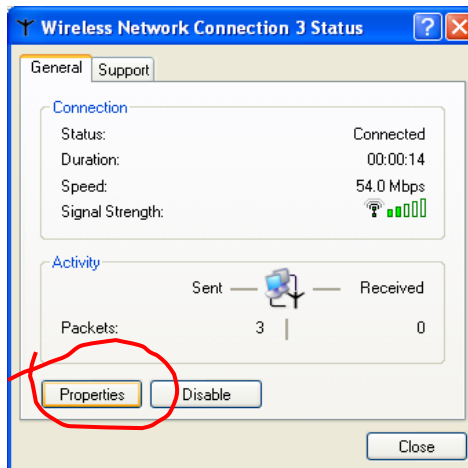 Wireless Network Connection 3 Status
General Support
Connection
Status: Connected
Duration: 00:00:14
Speed: 54.0 Mbps
Signal Strength:
Activity
Sent Received
Packets: 3 0
Properties Disable
Close